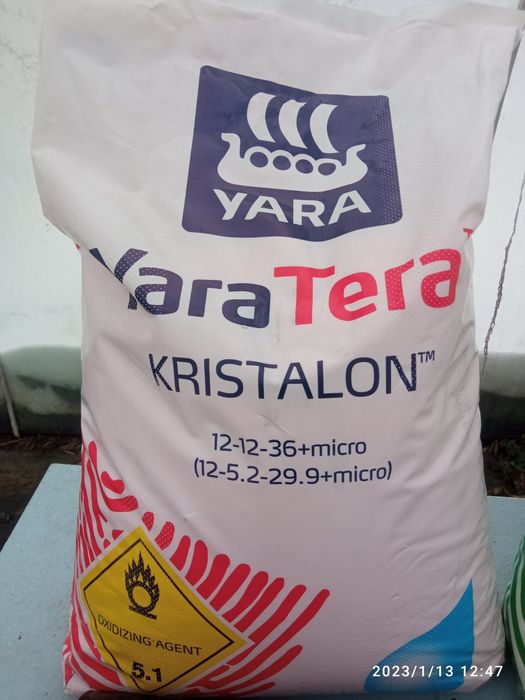 YARA
YaraTera
KRISTALON™
12-12-36+micro
(12-5.2-29.9+micro)
OXIDIZING AGENT
5.1
2023/1/13 12:47